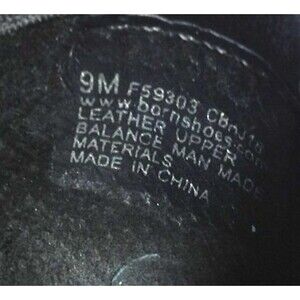 9M F59303
www.bornshoes.com
LEATHER UPPER
BALANCE MAN MADE
MATERIALS
MADE IN CHINA